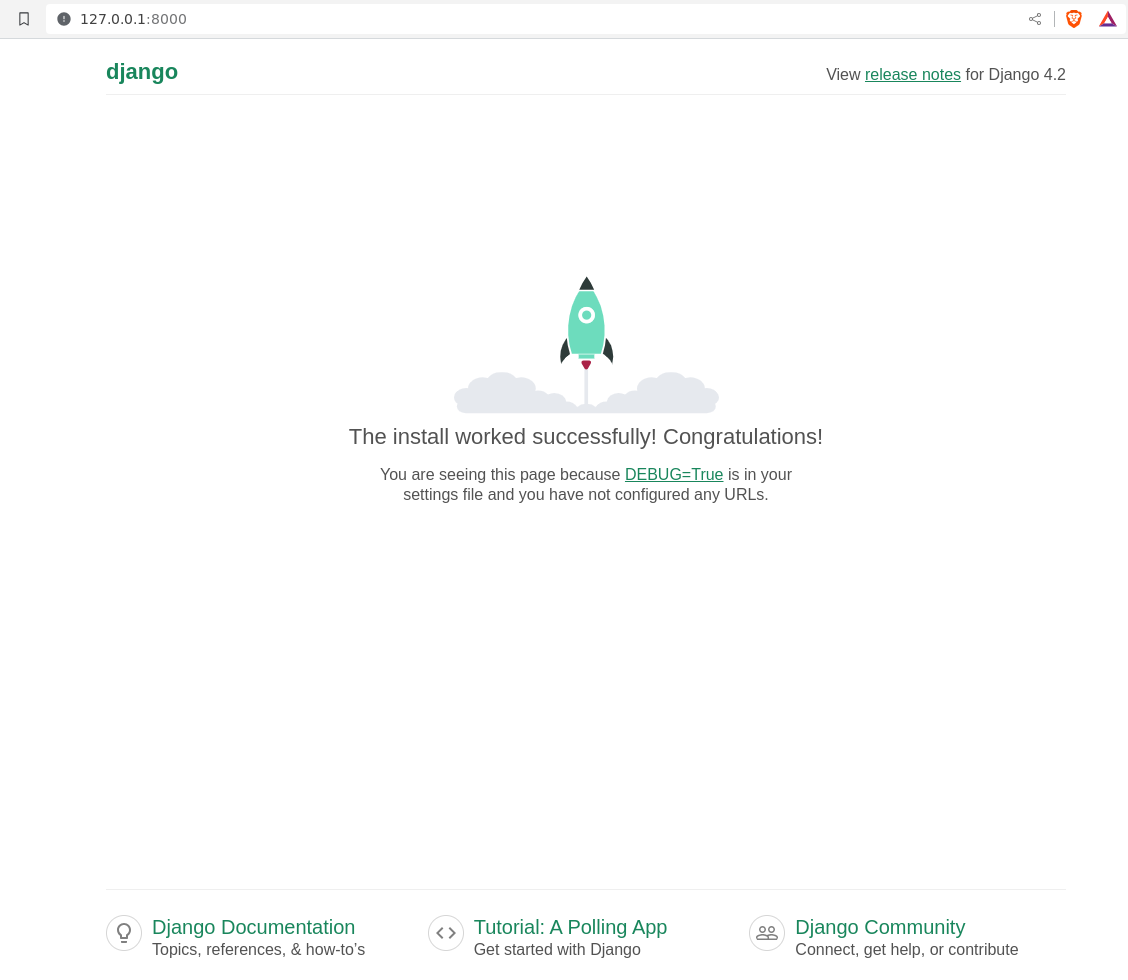 127.0.0.1:8000
django
View release notes for Django 4.2
The install worked successfully! Congratulations!
You are seeing this page because DEBUG=True is in your
settings file and you have not configured any URLs.
Django Documentation
Topics, references, & how-to’s
Tutorial: A Polling App
Get started with Django
Django Community
Connect, get help, or contribute